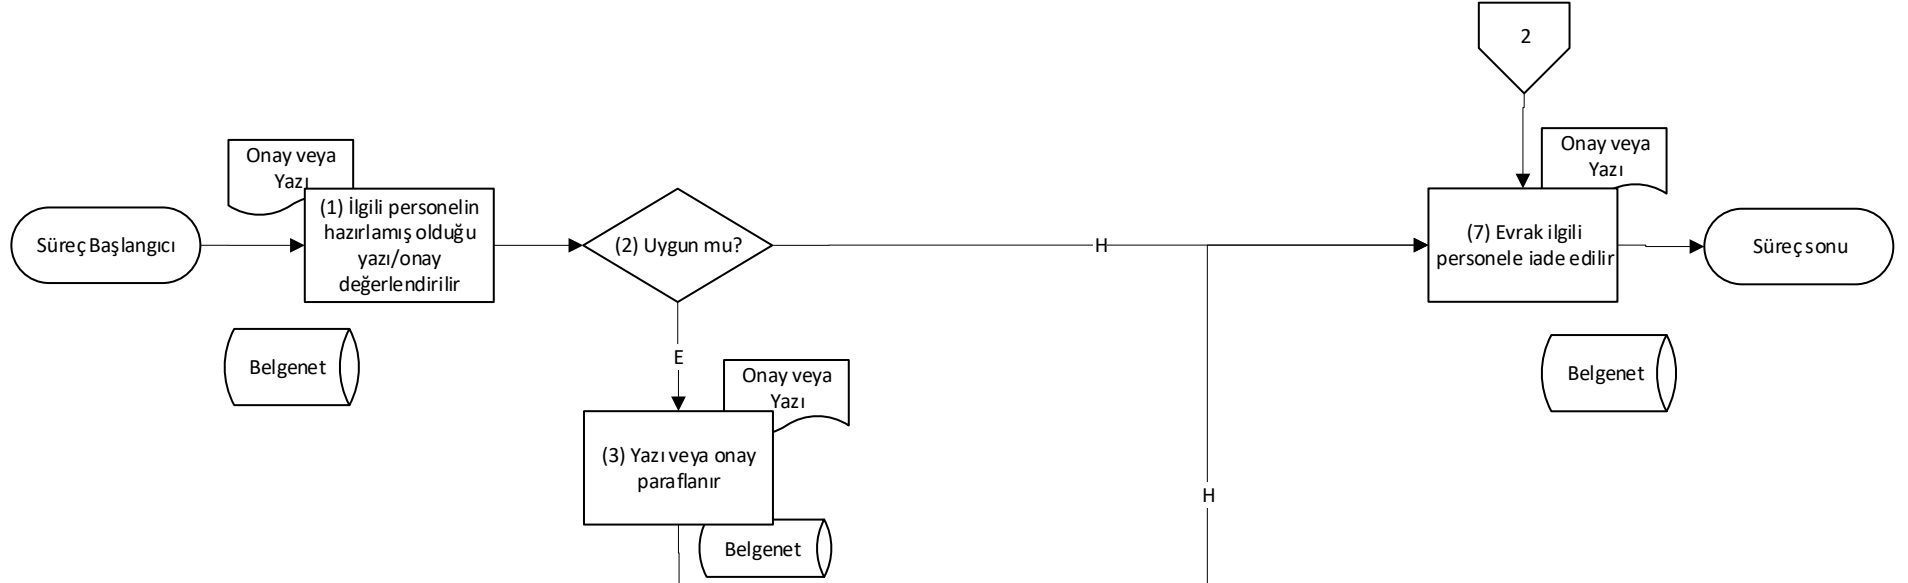 2
Onay veya
Yazı
Onay veya
Yazı
Süreç Başlangıcı
(1) İlgili personelin
hazırlamış olduğu
yazı/onay
değerlendirilir
(2) Uygun mu?
H
(7) Evrak ilgili
personele iade edilir
Süreç sonu
Belgenet
E
Onay veya
Yazı
Belgenet
(3) Yazı veya onay
paraflanır
H
Belgenet